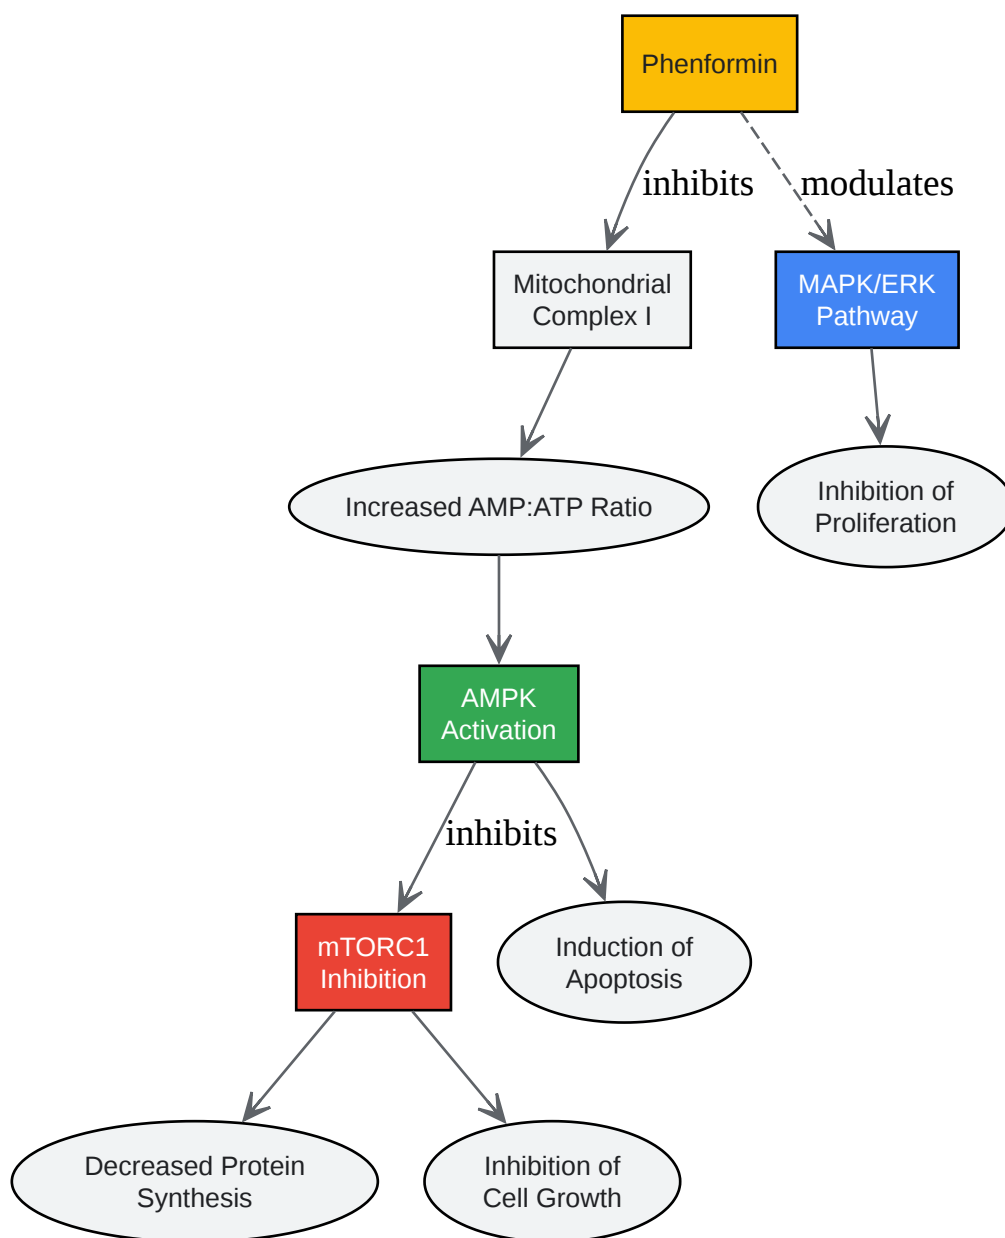 Phenformin
inhibits
modulates
Mitochondrial
Complex I
MAPK/ERK
Pathway
Increased AMP:ATP Ratio
Inhibition of
Proliferation
AMPK
Activation
inhibits
mTORC1
Inhibition
Induction of
Apoptosis
Decreased Protein
Synthesis
Inhibition of
Cell Growth